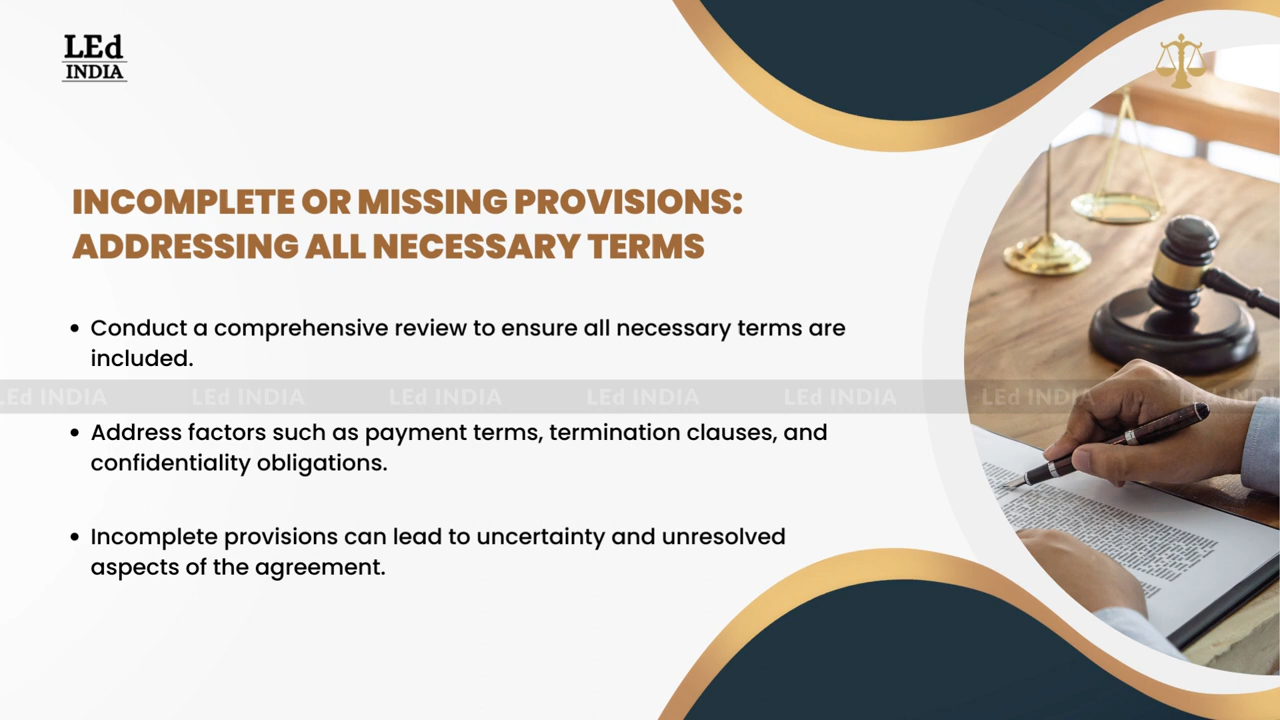 LEd
INDIA
INCOMPLETE OR MISSING PROVISIONS:
ADDRESSING ALL NECESSARY TERMS
• Conduct a comprehensive review to ensure all necessary terms are
included.
LEd INDIA LEd INDIA LEd INDIA LEd INDIA LEd INDIA LEd INDIA
• Address factors such as payment terms, termination clauses, and
confidentiality obligations.
• Incomplete provisions can lead to uncertainty and unresolved
aspects of the agreement.